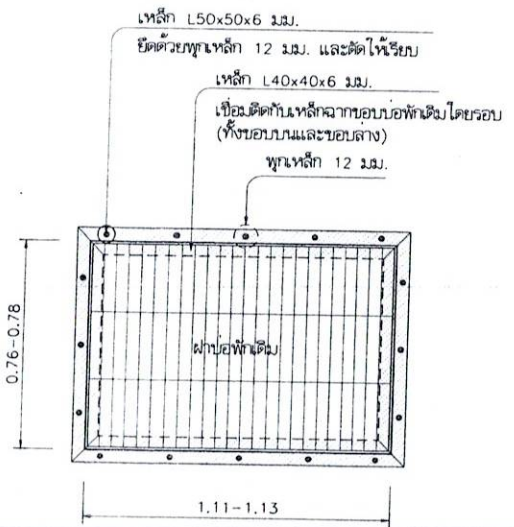 เหล็ก L50x50x6 มม.
ยึดด้วยพุกเหล็ก 12 มม. และตัดให้เรียบ
เหล็ก L40x40x6 มม.
เชื่อมติดกับเหล็กฉากขอบบ่อพักเดิมโดยรอบ
(ทั้งขอบบนและขอบล่าง)
พุกเหล็ก 12 มม.
0.76-0.78
ฝาบ่อพักเดิม
1.11-1.13